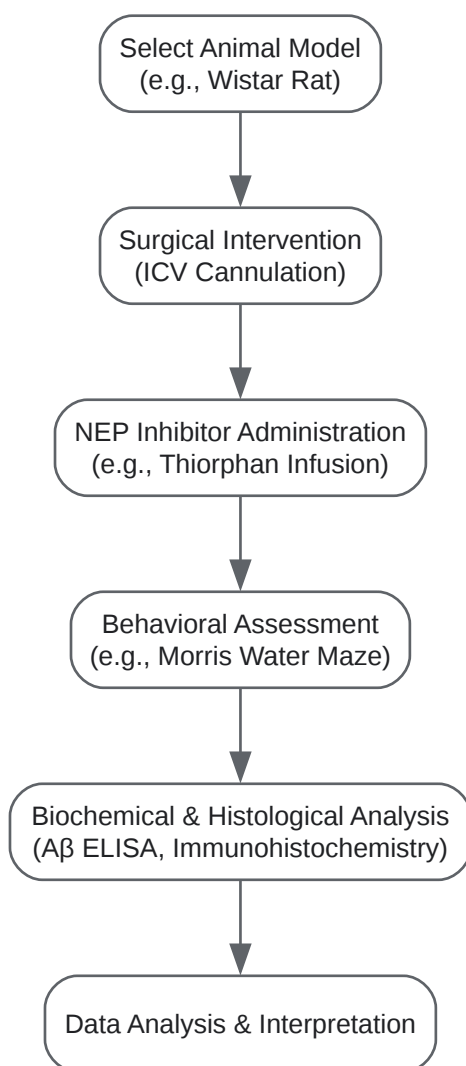 Select Animal Model
(e.g., Wistar Rat)
Surgical Intervention
(ICV Cannulation)
NEP Inhibitor Administration
(e.g., Thiorphan Infusion)
Behavioral Assessment
(e.g., Morris Water Maze)
Biochemical & Histological Analysis
(Aβ ELISA, Immunohistochemistry)
Data Analysis & Interpretation